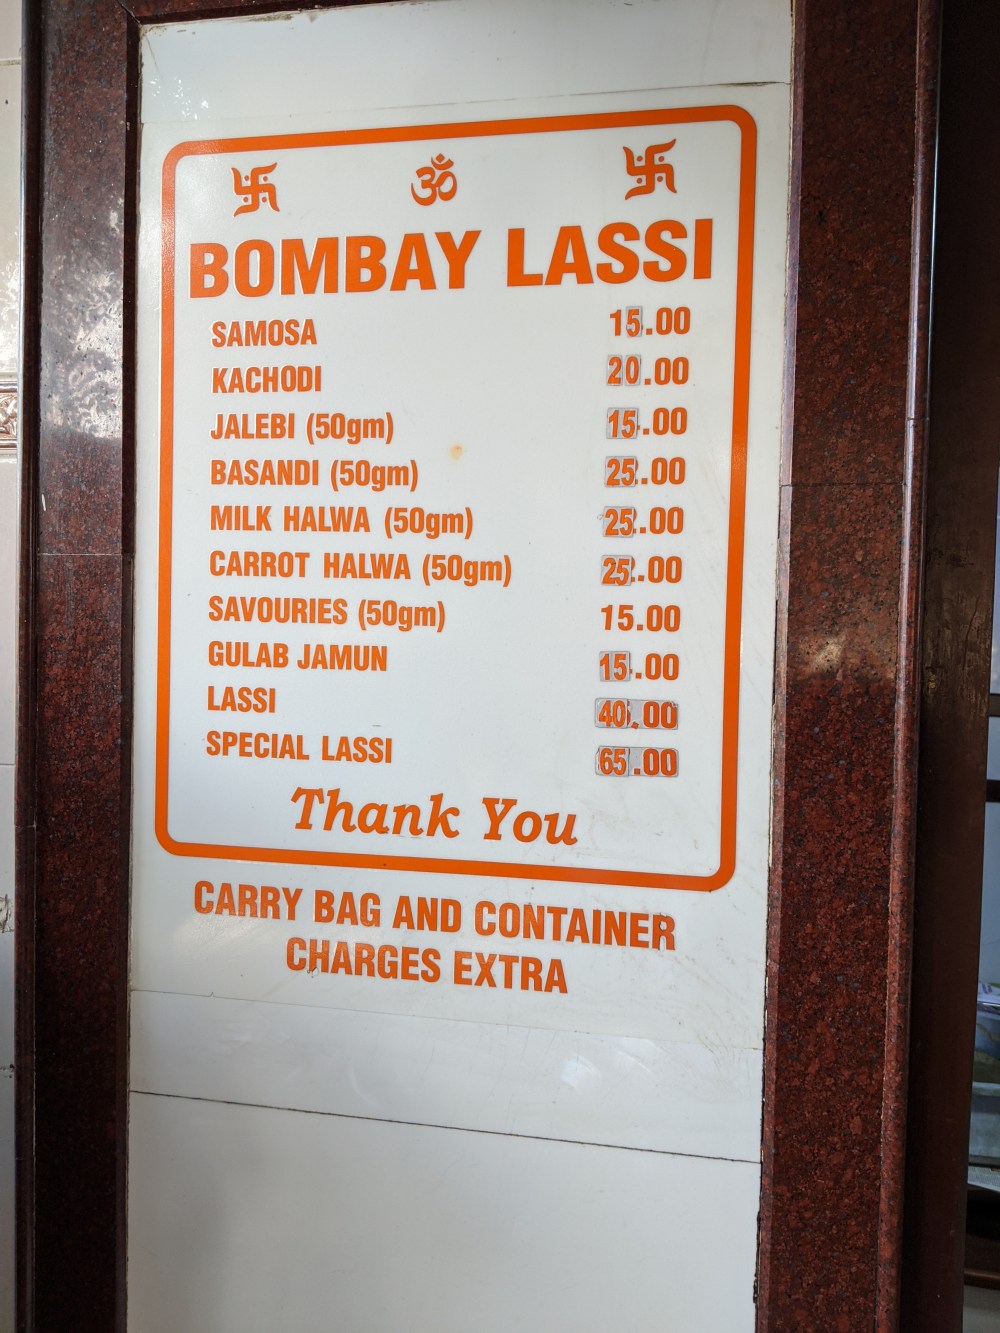 卐 ॐ 卐
BOMBAY LASSI
SAMOSA 15.00
KACHODI 20.00
JALEBI (50gm) 15.00
BASANDI (50gm) 25.00
MILK HALWA (50gm) 25.00
CARROT HALWA (50gm) 25.00
SAVOURIES (50gm) 15.00
GULAB JAMUN 15.00
LASSI 40.00
SPECIAL LASSI 65.00
Thank You
CARRY BAG AND CONTAINER
CHARGES EXTRA